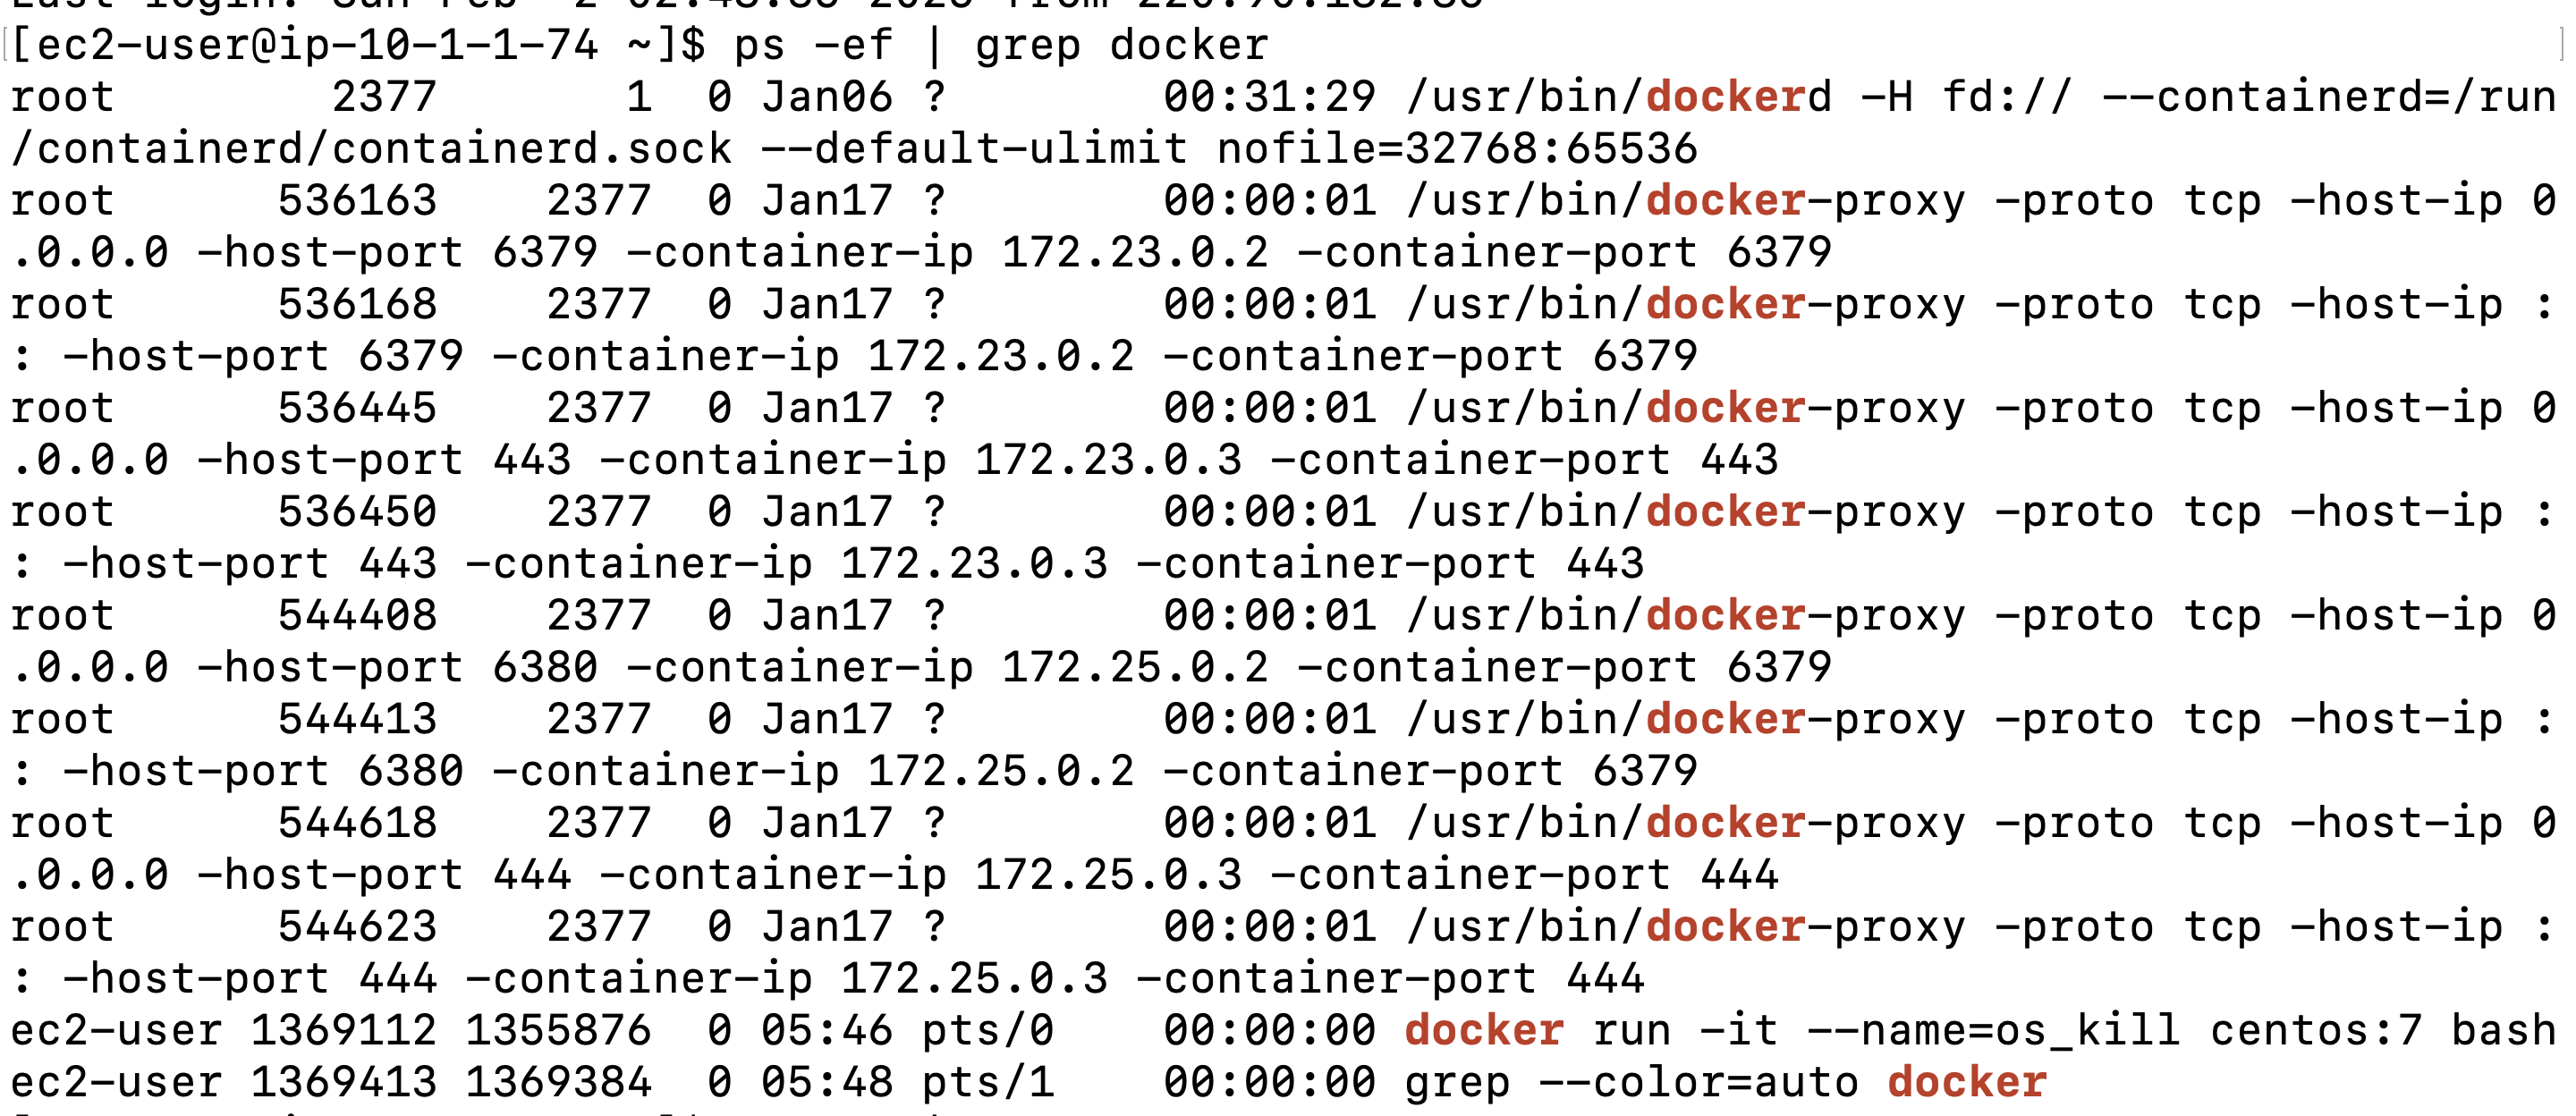 [ec2-user@ip-10-1-1-74 ~]$ ps -ef | grep docker
root        2377       1  0 Jan06 ?        00:31:29 /usr/bin/dockerd -H fd:// --containerd=/run
/containerd/containerd.sock --default-ulimit nofile=32768:65536
root      536163    2377  0 Jan17 ?        00:00:01 /usr/bin/docker-proxy -proto tcp -host-ip 0
.0.0.0 -host-port 6379 -container-ip 172.23.0.2 -container-port 6379
root      536168    2377  0 Jan17 ?        00:00:01 /usr/bin/docker-proxy -proto tcp -host-ip :
: -host-port 6379 -container-ip 172.23.0.2 -container-port 6379
root      536445    2377  0 Jan17 ?        00:00:01 /usr/bin/docker-proxy -proto tcp -host-ip 0
.0.0.0 -host-port 443 -container-ip 172.23.0.3 -container-port 443
root      536450    2377  0 Jan17 ?        00:00:01 /usr/bin/docker-proxy -proto tcp -host-ip :
: -host-port 443 -container-ip 172.23.0.3 -container-port 443
root      544408    2377  0 Jan17 ?        00:00:01 /usr/bin/docker-proxy -proto tcp -host-ip 0
.0.0.0 -host-port 6380 -container-ip 172.25.0.2 -container-port 6379
root      544413    2377  0 Jan17 ?        00:00:01 /usr/bin/docker-proxy -proto tcp -host-ip :
: -host-port 6380 -container-ip 172.25.0.2 -container-port 6379
root      544618    2377  0 Jan17 ?        00:00:01 /usr/bin/docker-proxy -proto tcp -host-ip 0
.0.0.0 -host-port 444 -container-ip 172.25.0.3 -container-port 444
root      544623    2377  0 Jan17 ?        00:00:01 /usr/bin/docker-proxy -proto tcp -host-ip :
: -host-port 444 -container-ip 172.25.0.3 -container-port 444
ec2-user 1369112 1355876  0 05:46 pts/0    00:00:00 docker run -it --name=os_kill centos:7 bash
ec2-user 1369413 1369384  0 05:48 pts/1    00:00:00 grep --color=auto docker